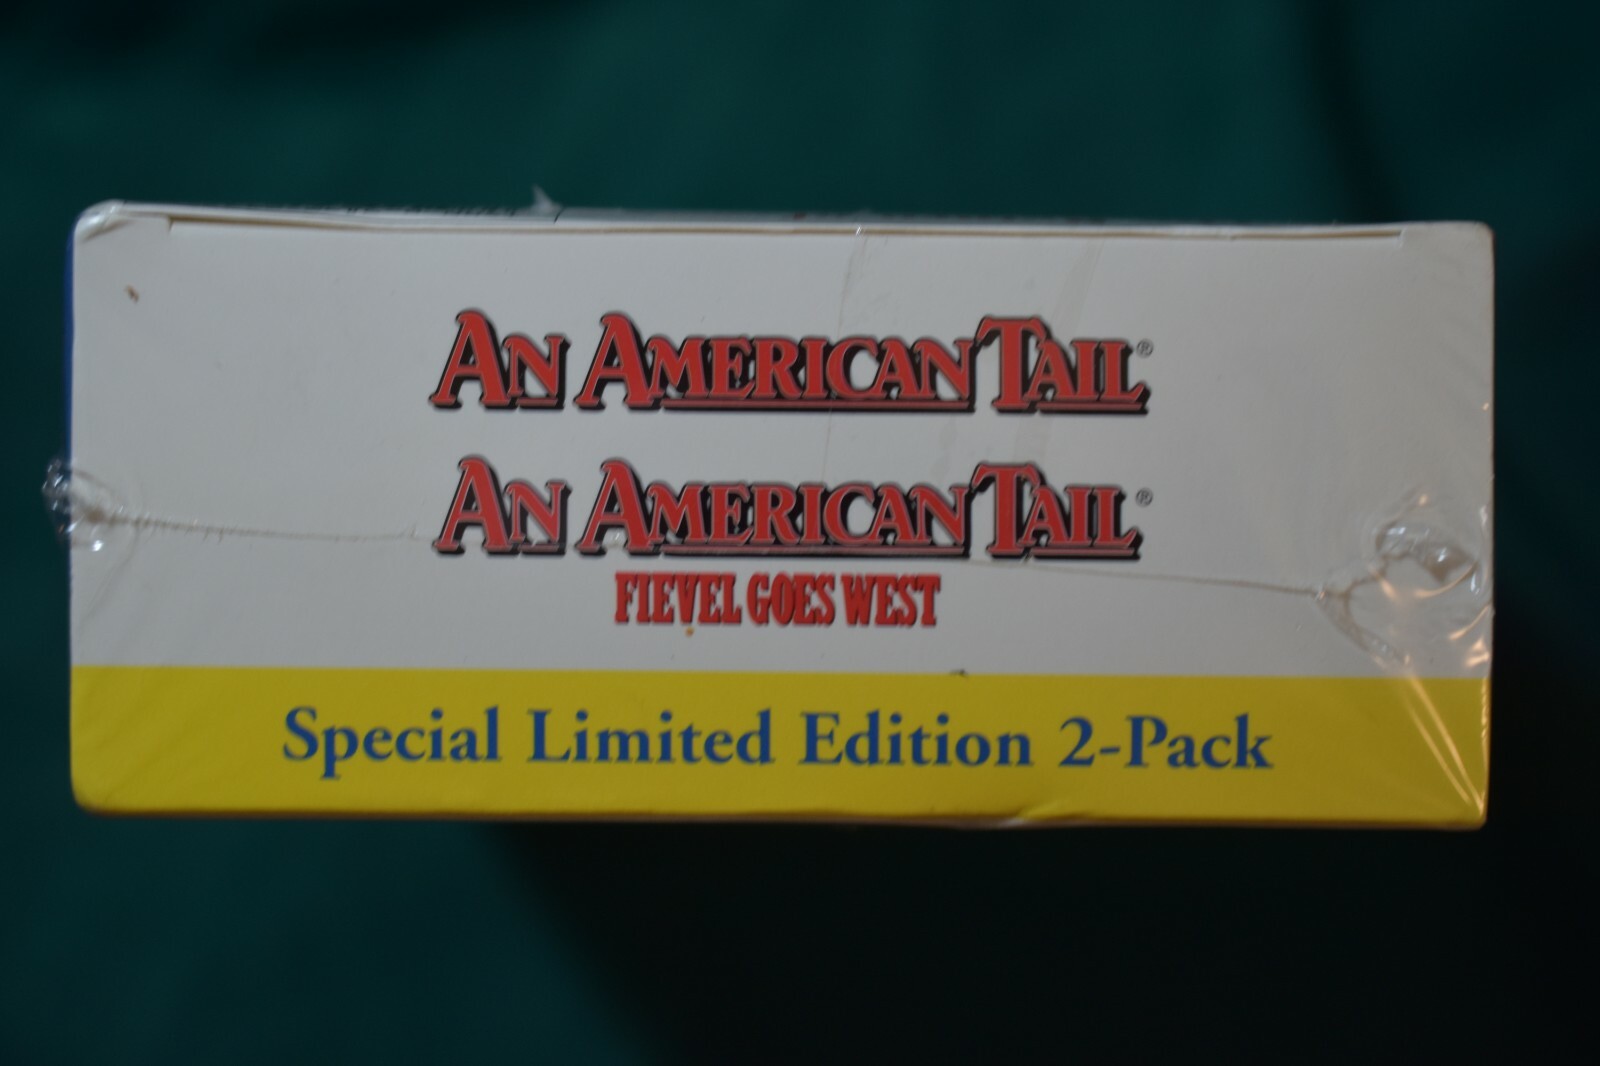 AN AMERICAN TAIL®
AN AMERICAN TAIL®
FIEVEL GOES WEST
Special Limited Edition 2-Pack